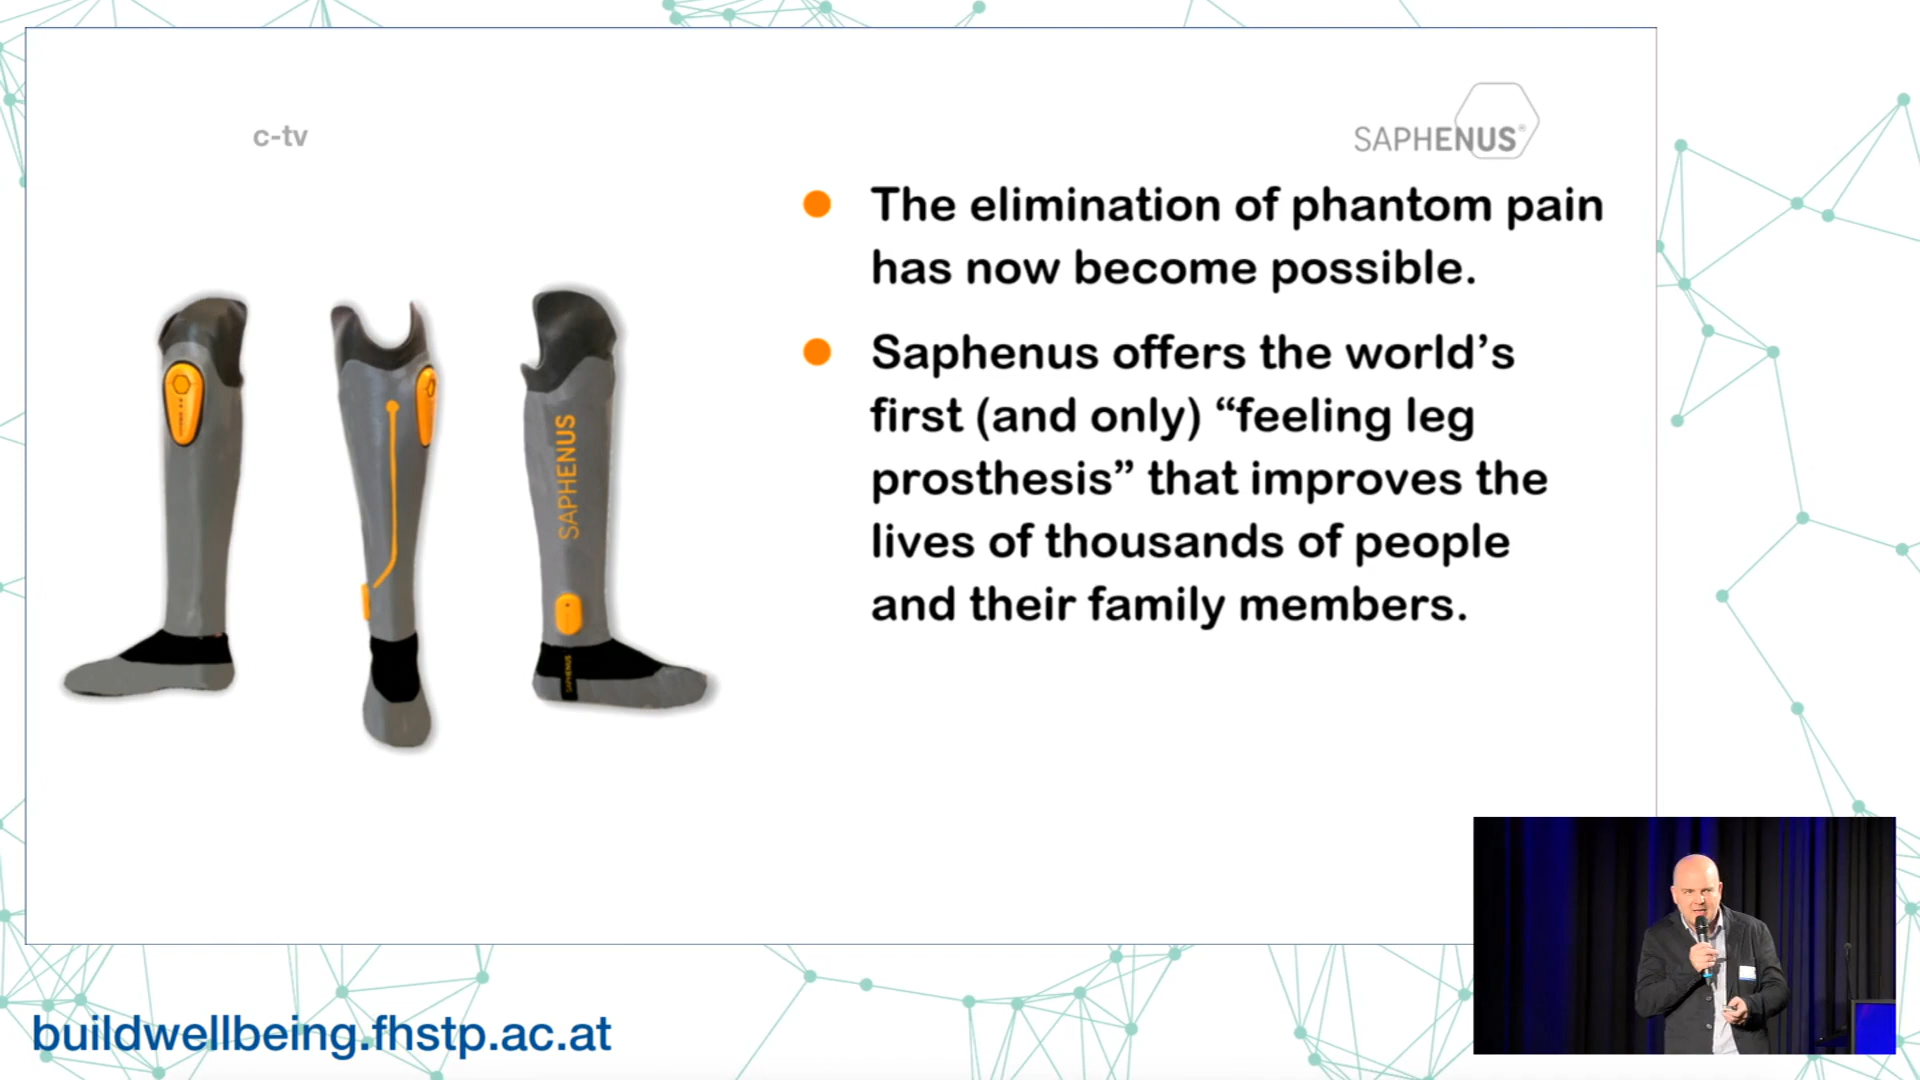 c-tv
SAPHENUS®
The elimination of phantom pain
has now become possible.
Saphenus offers the world’s
first (and only) “feeling leg
prosthesis” that improves the
lives of thousands of people
and their family members.
SAPHENUS
SAPHENUS
buildwellbeing.fhstp.ac.at